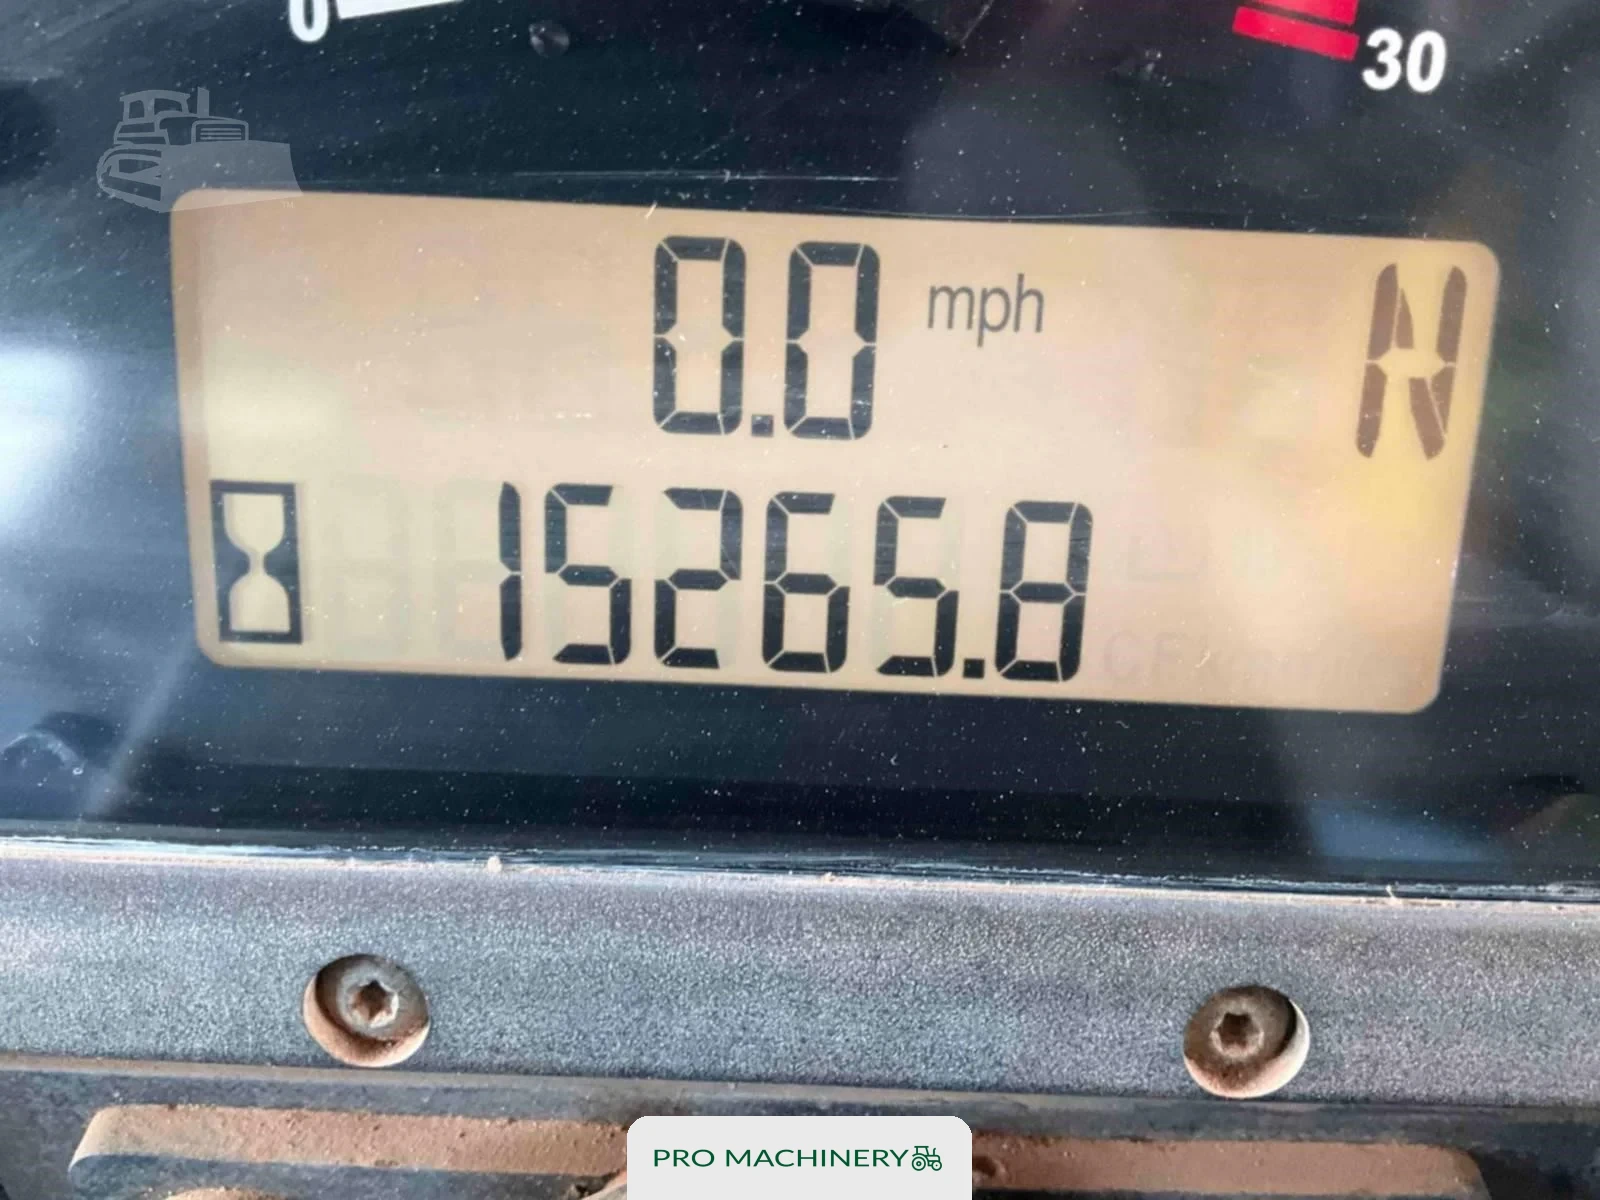 0
30
0.0 mph N
15265.8
PRO MACHINERY